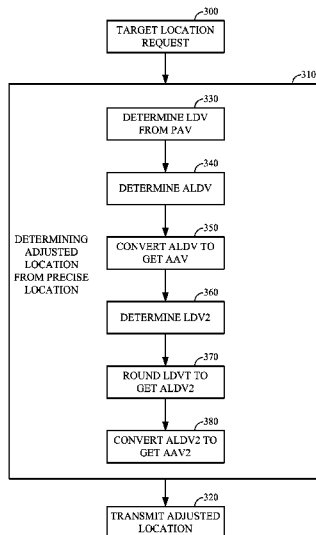 300
TARGET LOCATION
REQUEST
310
330
DETERMINE LDV
FROM PAV
340
DETERMINE ALDV
DETERMINING
ADJUSTED
LOCATION
FROM PRECISE
LOCATION
350
CONVERT ALDV TO
GET AAV
360
DETERMINE LDV2
370
ROUND LDVT TO
GET ALDV2
380
CONVERT ALDV2 TO
GET AAV2
320
TRANSMIT ADJUSTED
LOCATION